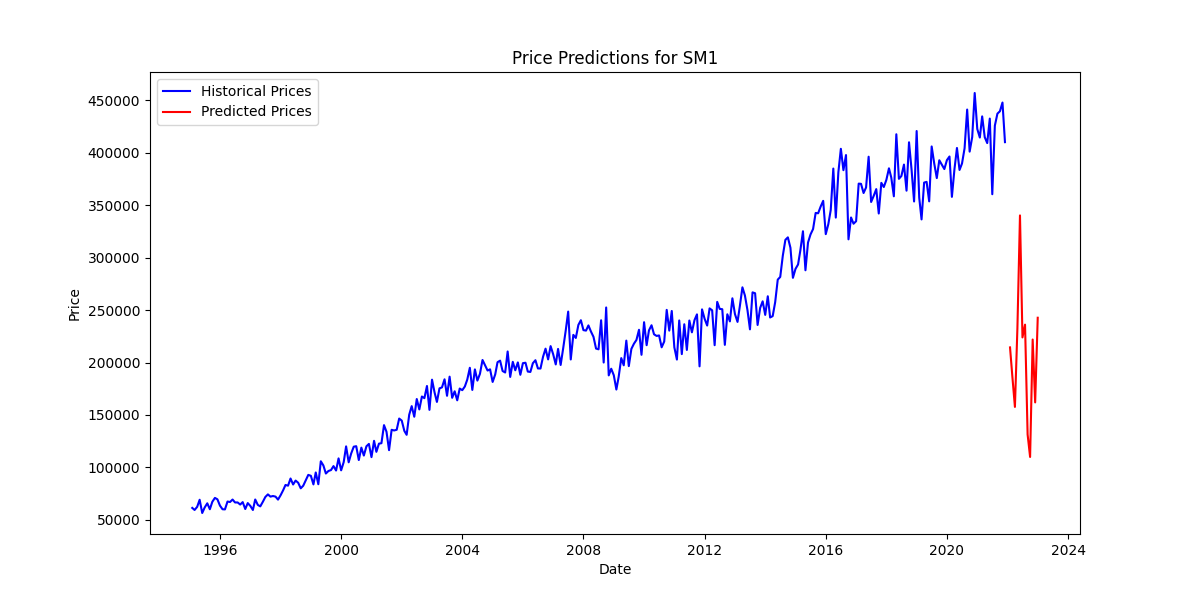 Price Predictions for SM1
Historical Prices
Predicted Prices
Price
450000
400000
350000
300000
250000
200000
150000
100000
50000
1996 2000 2004 2008 2012 2016 2020 2024
Date